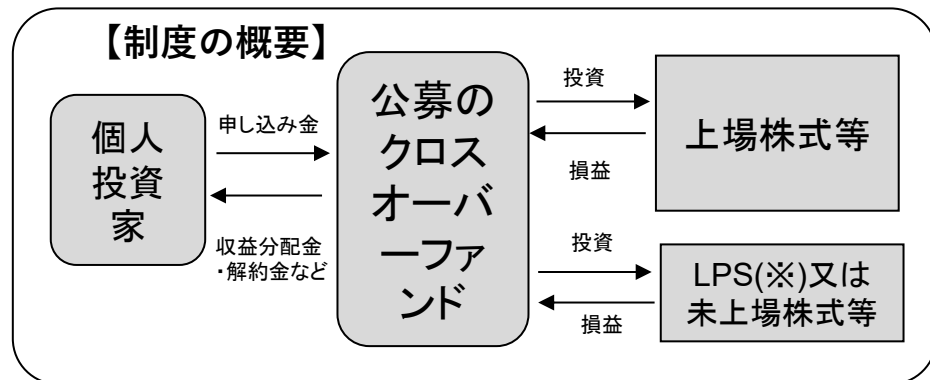 【制度の概要】
個人
投資
家
申し込み金
収益分配金
・解約金など
公募の
クロス
オーバ
ーファ
ンド
投資
損益
上場株式等
投資
損益
LPS(※)又は
未上場株式等